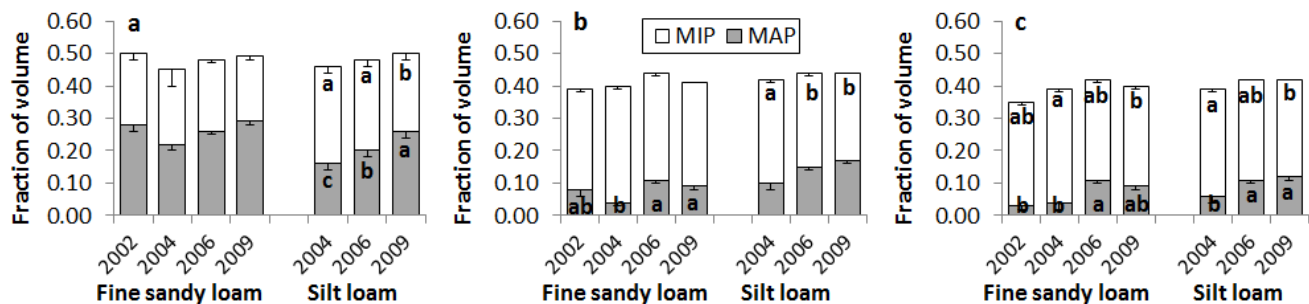 a
Fraction of volume
0.60
0.50
0.40
0.30
0.20
0.10
0.00
a a b
c b a
2002 2004 2006 2009 2004 2006 2009
Fine sandy loam Silt loam
b
MIP MAP
Fraction of volume
0.60
0.50
0.40
0.30
0.20
0.10
0.00
a b b
ab b a a
2002 2004 2006 2009 2004 2006 2009
Fine sandy loam Silt loam
c
Fraction of volume
0.60
0.50
0.40
0.30
0.20
0.10
0.00
ab a ab b a ab b
b b a ab b a a
2002 2004 2006 2009 2004 2006 2009
Fine sandy loam Silt loam